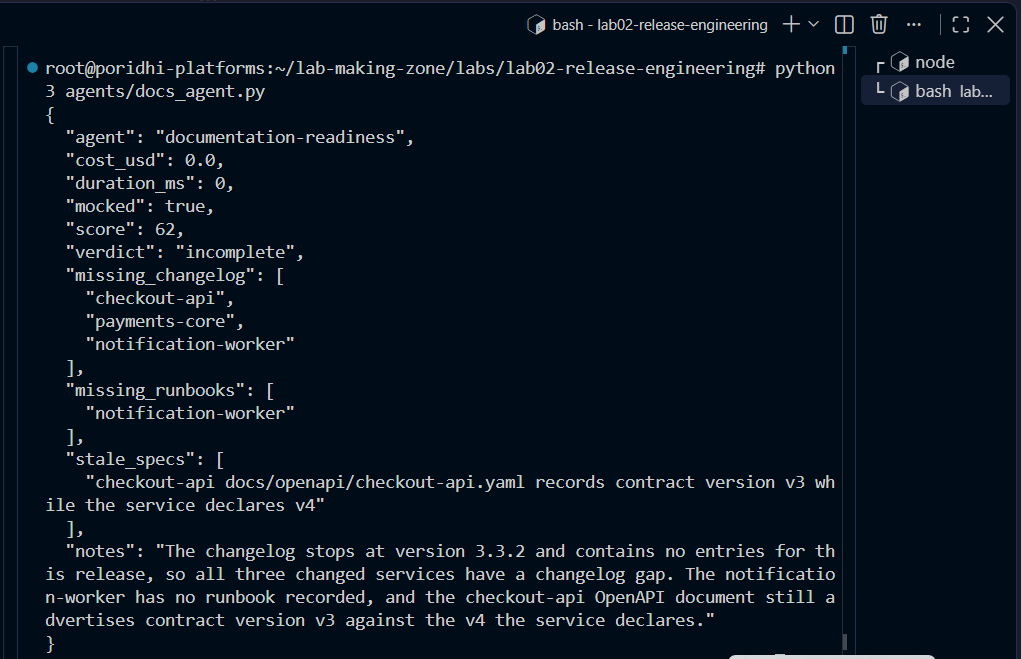 bash - lab02-release-engineering
root@poridhi-platforms:~/lab-making-zone/labs/lab02-release-engineering# python
3 agents/docs_agent.py
{
  "agent": "documentation-readiness",
  "cost_usd": 0.0,
  "duration_ms": 0,
  "mocked": true,
  "score": 62,
  "verdict": "incomplete",
  "missing_changelog": [
    "checkout-api",
    "payments-core",
    "notification-worker"
  ],
  "missing_runbooks": [
    "notification-worker"
  ],
  "stale_specs": [
    "checkout-api docs/openapi/checkout-api.yaml records contract version v3 wh
ile the service declares v4"
  ],
  "notes": "The changelog stops at version 3.3.2 and contains no entries for th
is release, so all three changed services have a changelog gap. The notificatio
n-worker has no runbook recorded, and the checkout-api OpenAPI document still a
dvertises contract version v3 against the v4 the service declares."
}
node
bash lab...